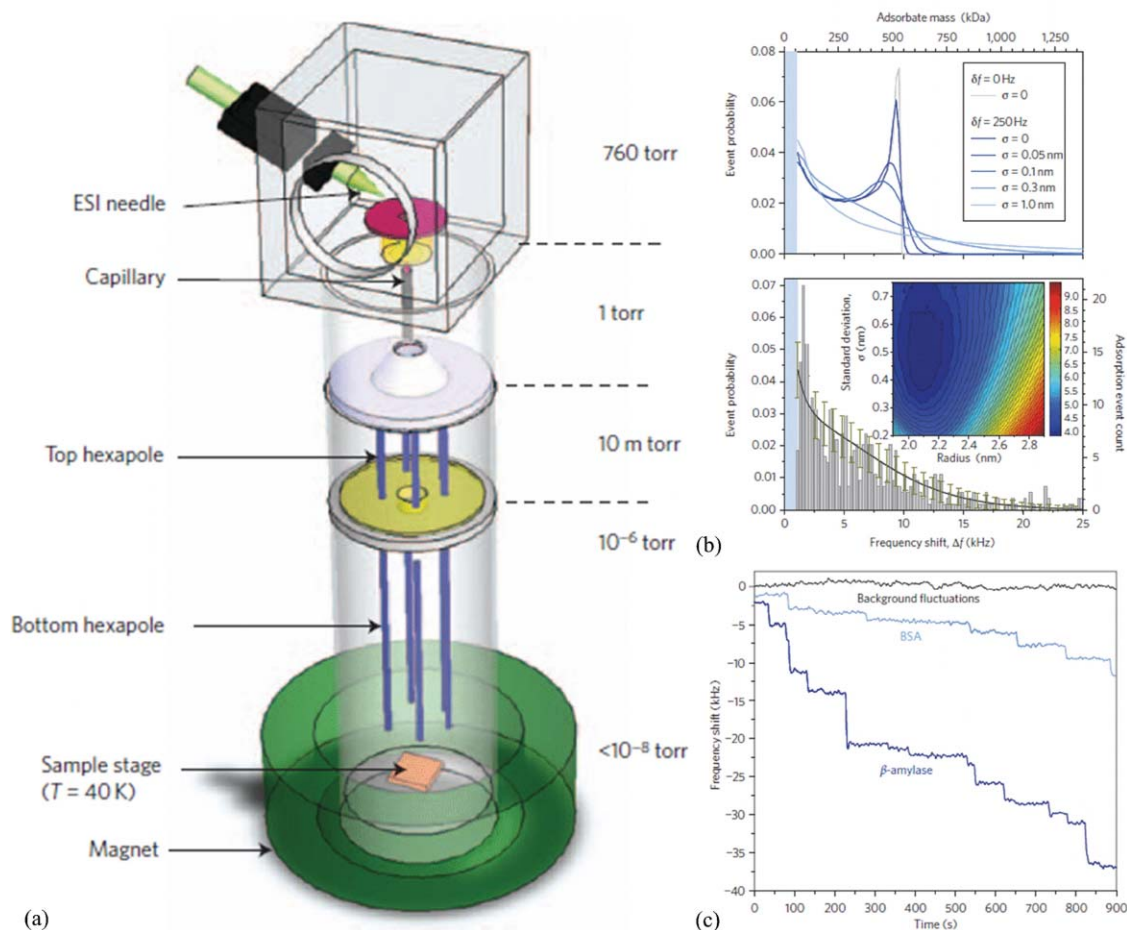 ESI needle
Capillary
Top hexapole
Bottom hexapole
Sample stage
(T = 40 K)
Magnet
760 torr
1 torr
10 m torr
10⁻⁶ torr
<10⁻⁸ torr
(a)
Adsorbate mass (kDa)
0 250 500 750 1,000 1,250
Event probability
0.08
0.06
0.04
0.02
0.00
δf = 0 Hz
σ = 0
δf = 250 Hz
σ = 0
σ = 0.05 nm
σ = 0.1 nm
σ = 0.3 nm
σ = 1.0 nm
Event probability
0.07
0.06
0.05
0.04
0.03
0.02
0.01
0.00
Standard deviation,
σ (nm)
0.7
0.6
0.5
0.4
0.3
0.2
2.0 2.2 2.4 2.6 2.8
Radius (nm)
9.0
8.5
8.0
7.5
7.0
6.5
6.0
5.5
5.0
4.5
4.0
20
15
10
5
0
Adsorption event count
0 5 10 15 20 25
Frequency shift, Δf (kHz)
(b)
Frequency shift (kHz)
0
−5
−10
−15
−20
−25
−30
−35
−40
Background fluctuations
BSA
β-amylase
0 100 200 300 400 500 600 700 800 900
Time (s)
(c)